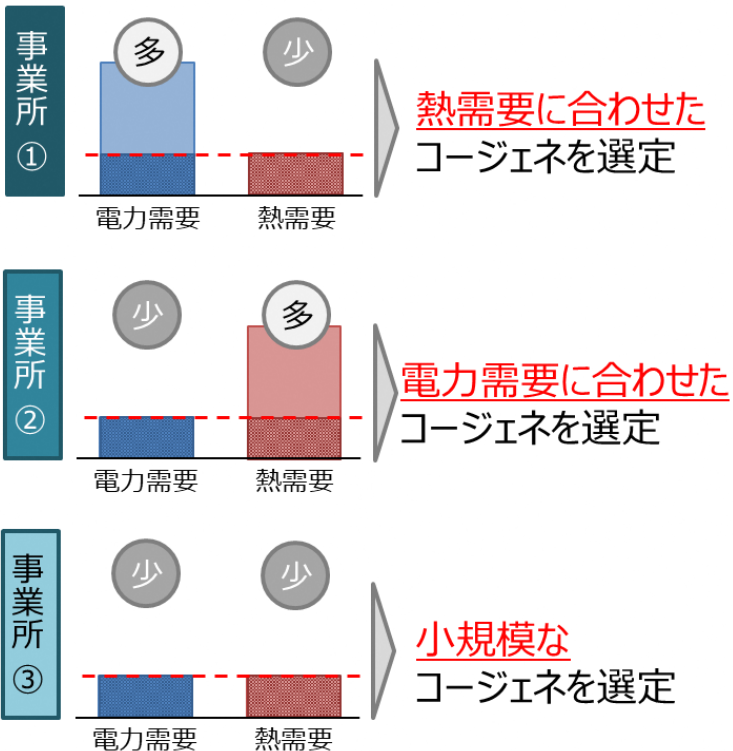 事業所①
多
少
電力需要
熱需要
熱需要に合わせた
コージェネを選定
事業所②
少
多
電力需要
熱需要
電力需要に合わせた
コージェネを選定
事業所③
少
少
電力需要
熱需要
小規模な
コージェネを選定